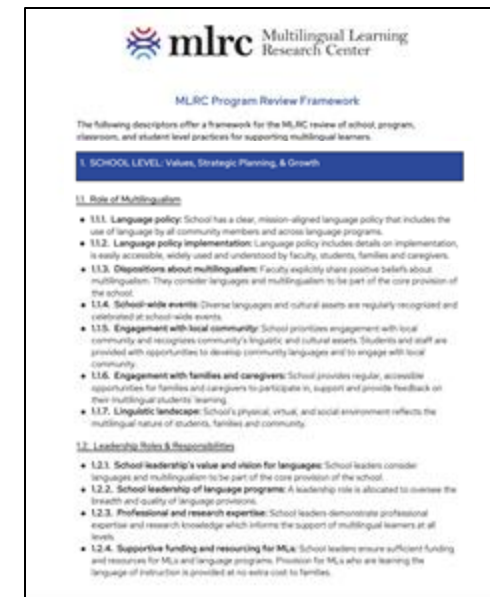 mlrc Multilingual Learning
Research Center
MLRC Program Review Framework
The following descriptors offer a framework for the MLRC review of school, program,
classroom, and student level practices for supporting multilingual learners.
1. SCHOOL LEVEL: Values, Strategic Planning, & Growth
1.1. Role of Multilingualism
● 1.1.1. Language policy: School has a clear, mission-aligned language policy that includes the
use of language by all community members and across language programs.
● 1.1.2. Language policy implementation: Language policy includes details on implementation,
is easily accessible, widely used and understood by faculty, students, families and caregivers.
● 1.1.3. Dispositions about multilingualism: Faculty explicitly share positive beliefs about
multilingualism. They consider languages and multilingualism to be part of the core provision of
the school.
● 1.1.4. School-wide events: Diverse languages and cultural assets are regularly recognized and
celebrated at school-wide events.
● 1.1.5. Engagement with local community: School prioritizes engagement with local
community and recognizes community's linguistic and cultural assets. Students and staff are
provided with opportunities to develop community languages and to engage with local
community.
● 1.1.6. Engagement with families and caregivers: School provides regular, accessible
opportunities for families and caregivers to participate in, support and provide feedback on
their multilingual students' learning.
● 1.1.7. Linguistic landscape: School's physical, virtual, and social environment reflects the
multilingual nature of students, families and community.
1.2. Leadership Roles & Responsibilities
● 1.2.1. School leadership's value and vision for languages: School leaders consider
languages and multilingualism to be part of the core provision of the school.
● 1.2.2. School leadership of language programs: A leadership role is allocated to oversee the
breadth and quality of language provisions.
● 1.2.3. Professional and research expertise: School leaders demonstrate professional
expertise and research knowledge which informs the support of multilingual learners at all
levels.
● 1.2.4. Supportive funding and resourcing for MLs: School leaders ensure sufficient funding
and resources for MLs and language programs. Provision for MLs who are learning the
language of instruction is provided at no extra cost to families.